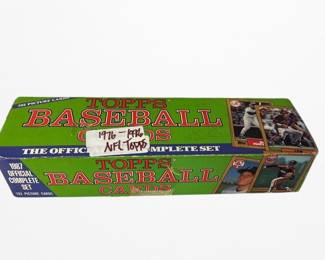 792 PICTURE CARDS
TOPPS
BASEBALL
CARDS
1976-1986
NFL-TOPPS
THE OFFICIAL COMPLETE SET
1987
OFFICIAL
COMPLETE
SET
792 PICTURE CARDS
TOPPS
BASEBALL
CARDS